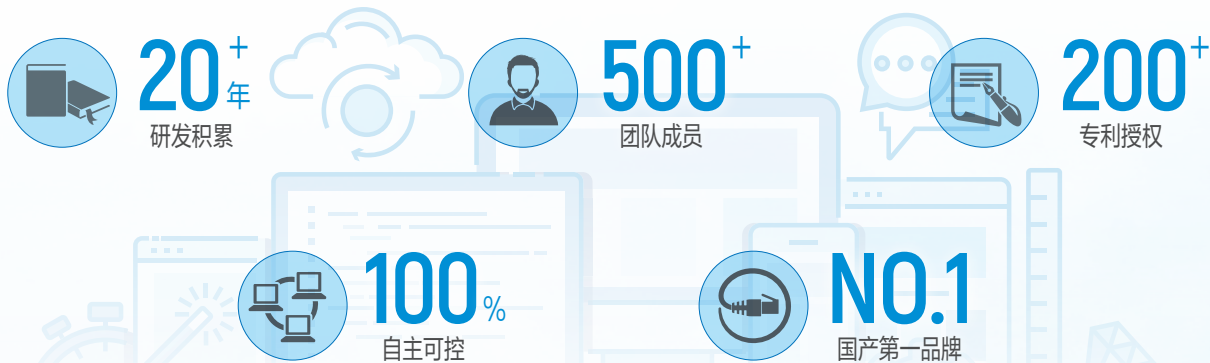 20+年
研发积累
500+
团队成员
200+
专利授权
100%
自主可控
NO.1
国产第一品牌